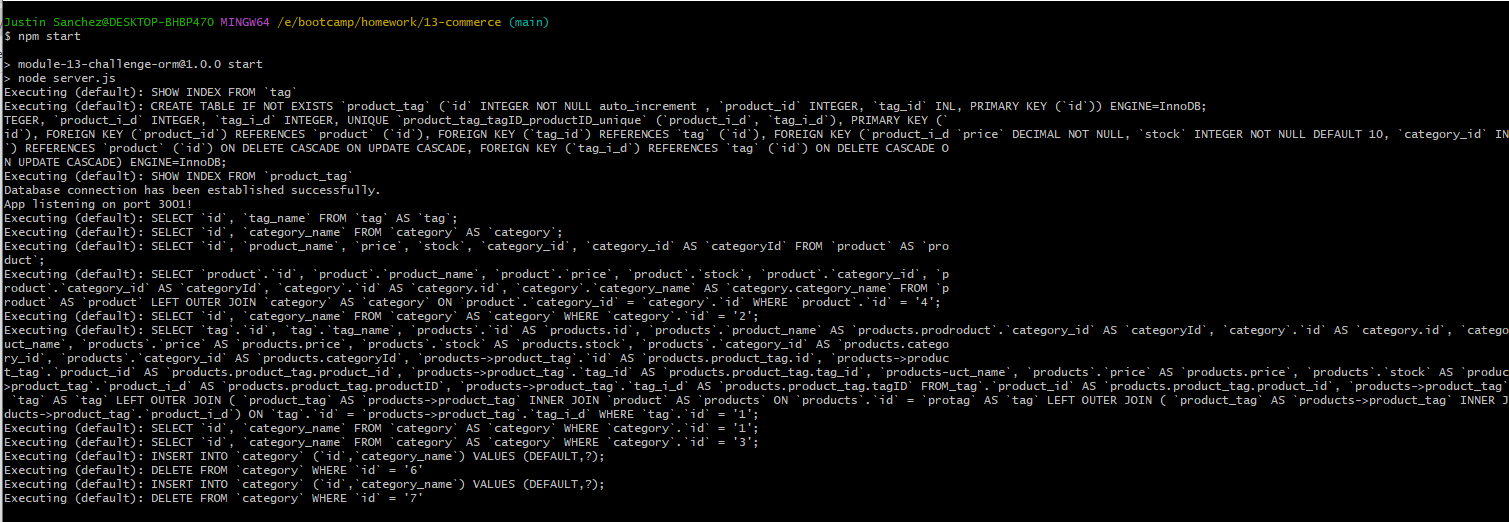 Justin Sanchez@DESKTOP-BHBP470 MINGW64 /e/bootcamp/homework/13-commerce (main)
$ npm start
> module-13-challenge-orm@1.0.0 start
> node server.js
Executing (default): SHOW INDEX FROM `tag`
Executing (default): CREATE TABLE IF NOT EXISTS `product_tag` (`id` INTEGER NOT NULL auto_increment , `product_id` INTEGER, `tag_id` INL, PRIMARY KEY (`id`)) ENGINE=InnoDB;
TEGER, `product_i_d` INTEGER, `tag_i_d` INTEGER, UNIQUE `product_tag_tagID_productID_unique` (`product_i_d`, `tag_i_d`), PRIMARY KEY (`
id`), FOREIGN KEY (`product_id`) REFERENCES `product` (`id`), FOREIGN KEY (`tag_id`) REFERENCES `tag` (`id`), FOREIGN KEY (`product_i_d `price` DECIMAL NOT NULL, `stock` INTEGER NOT NULL DEFAULT 10, `category_id` IN
`) REFERENCES `product` (`id`) ON DELETE CASCADE ON UPDATE CASCADE, FOREIGN KEY (`tag_i_d`) REFERENCES `tag` (`id`) ON DELETE CASCADE O
N UPDATE CASCADE) ENGINE=InnoDB;
Executing (default): SHOW INDEX FROM `product_tag`
Database connection has been established successfully.
App listening on port 3001!
Executing (default): SELECT `id`, `tag_name` FROM `tag` AS `tag`;
Executing (default): SELECT `id`, `category_name` FROM `category` AS `category`;
Executing (default): SELECT `id`, `product_name`, `price`, `stock`, `category_id`, `category_id` AS `categoryId` FROM `product` AS `pro
duct`;
Executing (default): SELECT `product`.`id`, `product`.`product_name`, `product`.`price`, `product`.`stock`, `product`.`category_id`, `p
roduct`.`category_id` AS `categoryId`, `category`.`id` AS `category.id`, `category`.`category_name` AS `category.category_name` FROM `p
roduct` AS `product` LEFT OUTER JOIN `category` AS `category` ON `product`.`category_id` = `category`.`id` WHERE `product`.`id` = '4';
Executing (default): SELECT `id`, `category_name` FROM `category` AS `category` WHERE `category`.`id` = '2';
Executing (default): SELECT `tag`.`id`, `tag`.`tag_name`, `products`.`id` AS `products.id`, `products`.`product_name` AS `products.prodroduct`.`category_id` AS `categoryId`, `category`.`id` AS `category.id`, `catego
uct_name`, `products`.`price` AS `products.price`, `products`.`stock` AS `products.stock`, `products`.`category_id` AS `products.catego
ry_id`, `products`.`category_id` AS `products.categoryId`, `products->product_tag`.`id` AS `products.product_tag.id`, `products->produc
t_tag`.`product_id` AS `products.product_tag.product_id`, `products->product_tag`.`tag_id` AS `products.product_tag.tag_id`, `products-uct_name`, `products`.`price` AS `products.price`, `products`.`stock` AS `produc
>product_tag`.`product_i_d` AS `products.product_tag.productID`, `products->product_tag`.`tag_i_d` AS `products.product_tag.tagID` FROM_tag`.`product_id` AS `products.product_tag.product_id`, `products->product_tag`
`tag` AS `tag` LEFT OUTER JOIN ( `product_tag` AS `products->product_tag` INNER JOIN `product` AS `products` ON `products`.`id` = `protag` AS `tag` LEFT OUTER JOIN ( `product_tag` AS `products->product_tag` INNER J
ducts->product_tag`.`product_i_d`) ON `tag`.`id` = `products->product_tag`.`tag_i_d` WHERE `tag`.`id` = '1';
Executing (default): SELECT `id`, `category_name` FROM `category` AS `category` WHERE `category`.`id` = '1';
Executing (default): SELECT `id`, `category_name` FROM `category` AS `category` WHERE `category`.`id` = '3';
Executing (default): INSERT INTO `category` (`id`,`category_name`) VALUES (DEFAULT,?);
Executing (default): DELETE FROM `category` WHERE `id` = '6'
Executing (default): INSERT INTO `category` (`id`,`category_name`) VALUES (DEFAULT,?);
Executing (default): DELETE FROM `category` WHERE `id` = '7'